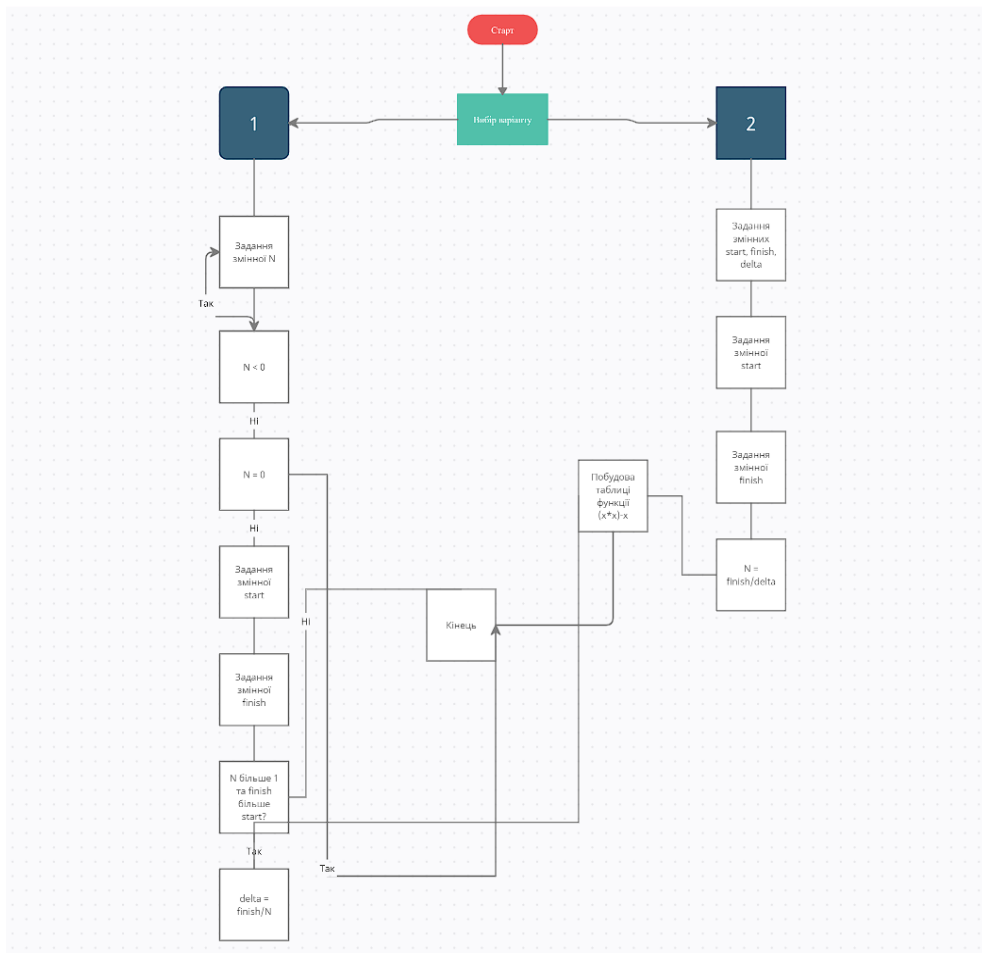 Старт
Вибір варіанту
1
2
Задання
змінної N
Так
N < 0
Ні
N = 0
Ні
Задання
змінної
start
Задання
змінної
finish
N більше 1
та finish
більше
start?
Так
delta =
finish/N
Ні
Так
Кінець
Побудова
таблиці
функції
(x*x)-x
Задання
змінних
start, finish,
delta
Задання
змінної
start
Задання
змінної
finish
N =
finish/delta